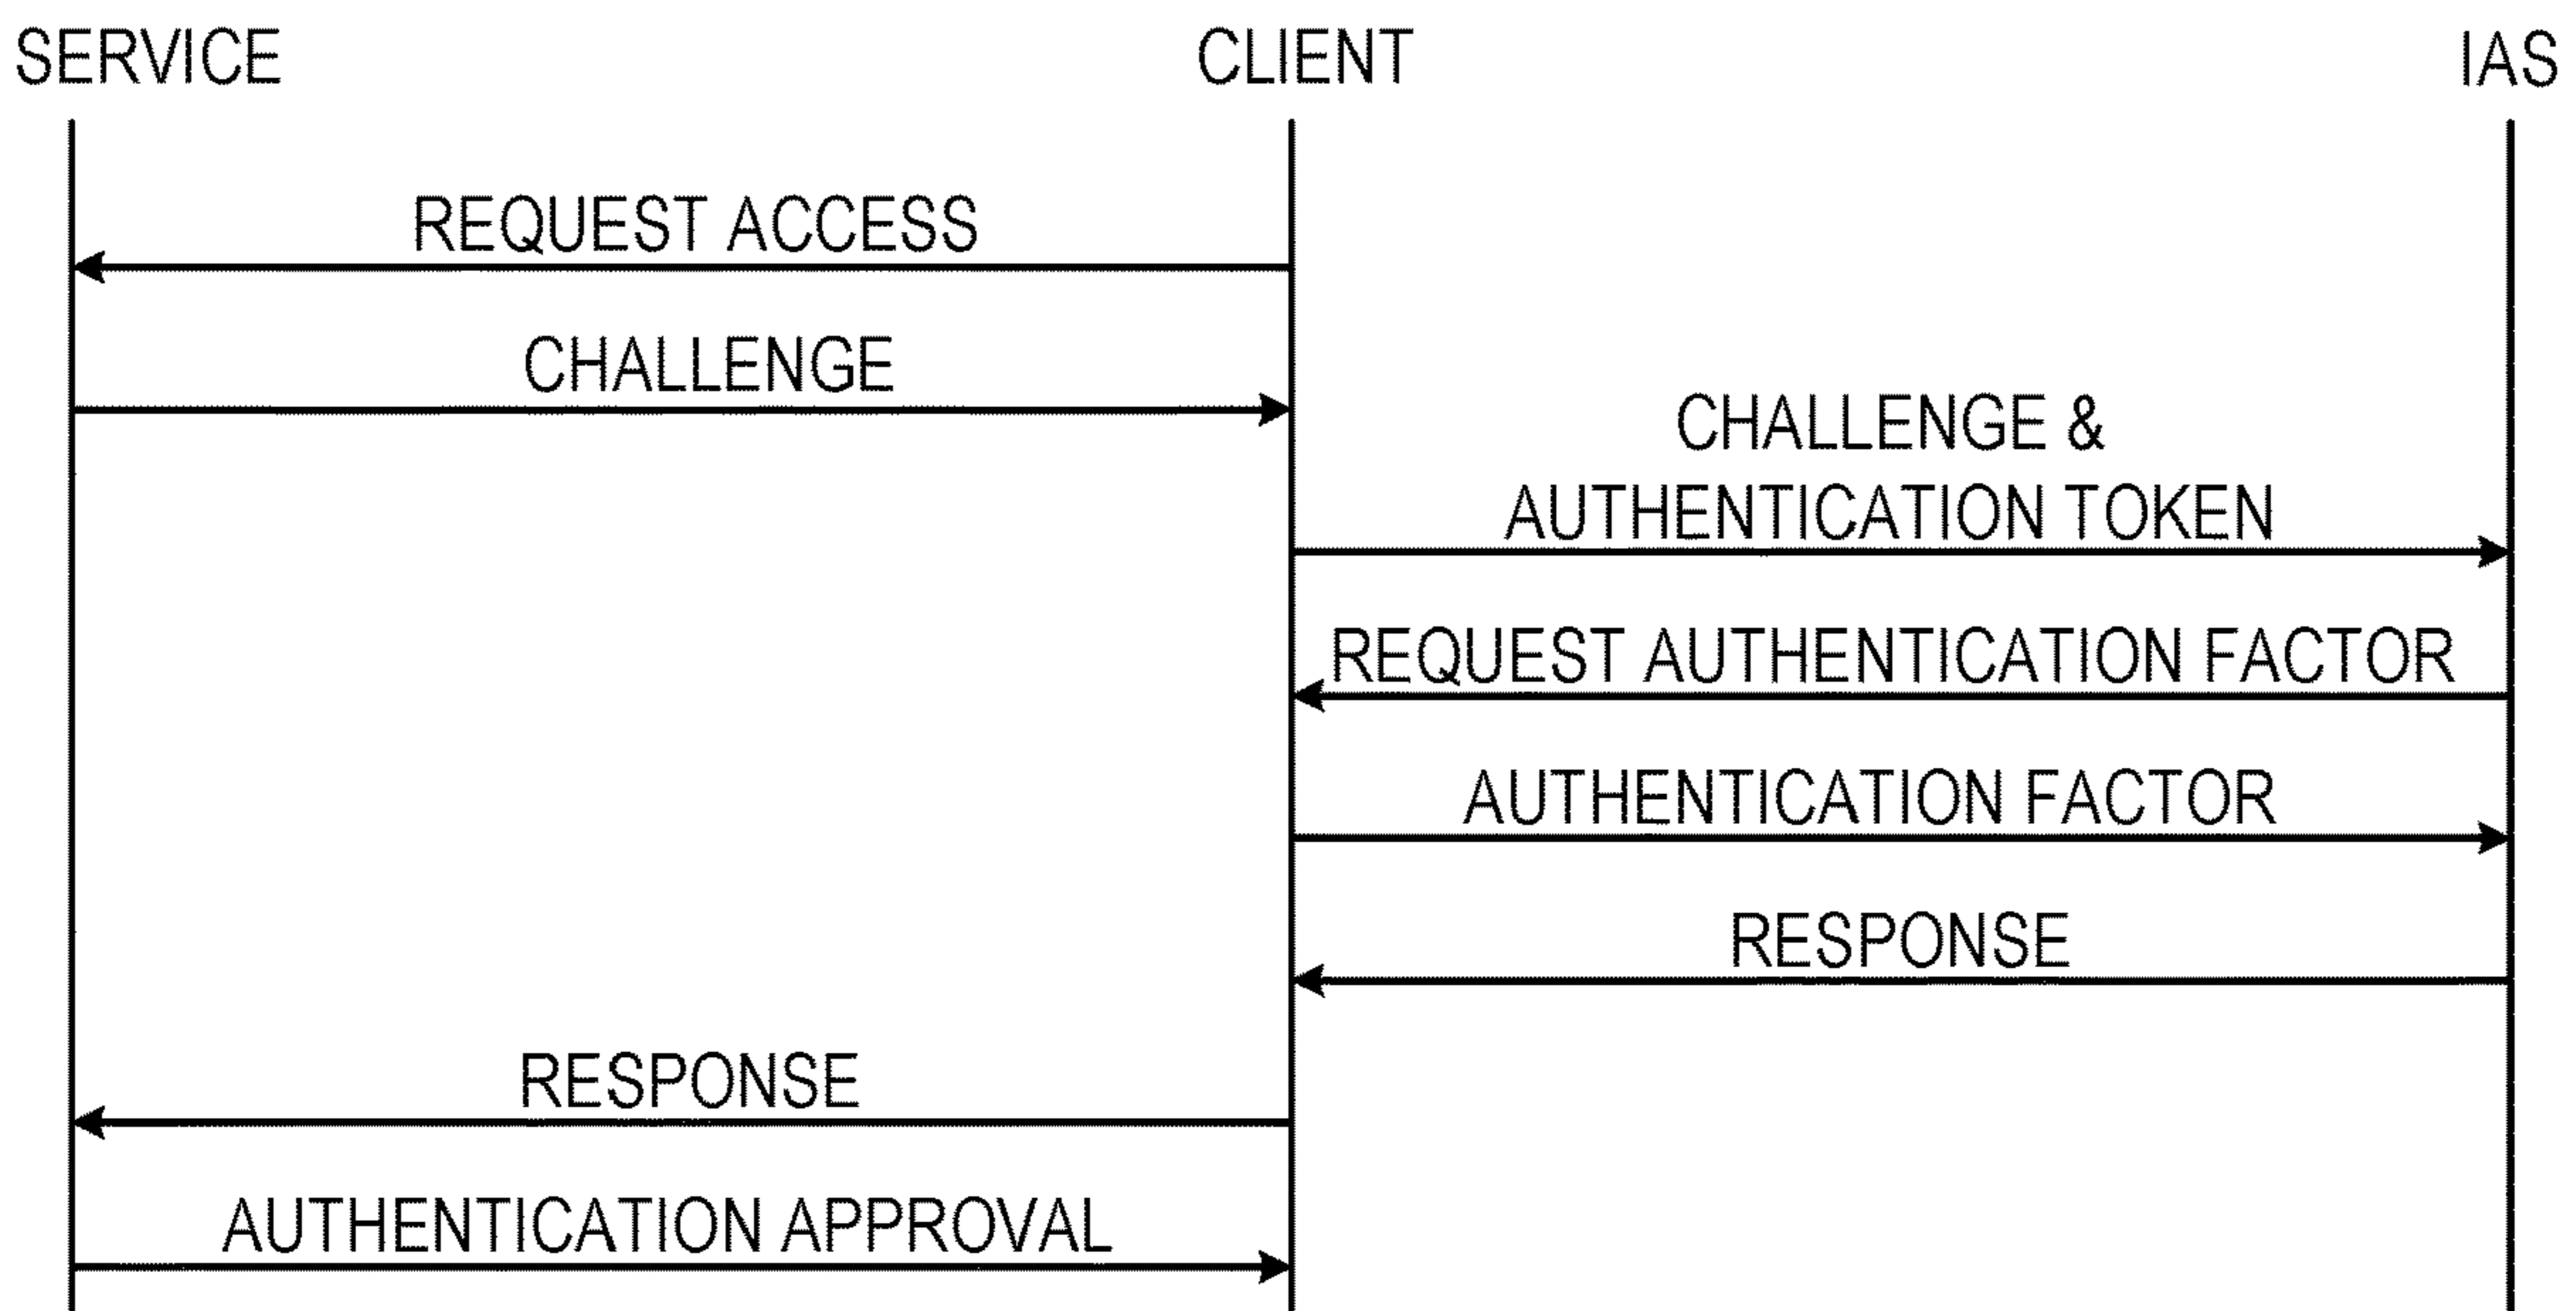 SERVICE
CLIENT
IAS
REQUEST ACCESS
CHALLENGE
CHALLENGE &
AUTHENTICATION TOKEN
REQUEST AUTHENTICATION FACTOR
AUTHENTICATION FACTOR
RESPONSE
RESPONSE
AUTHENTICATION APPROVAL